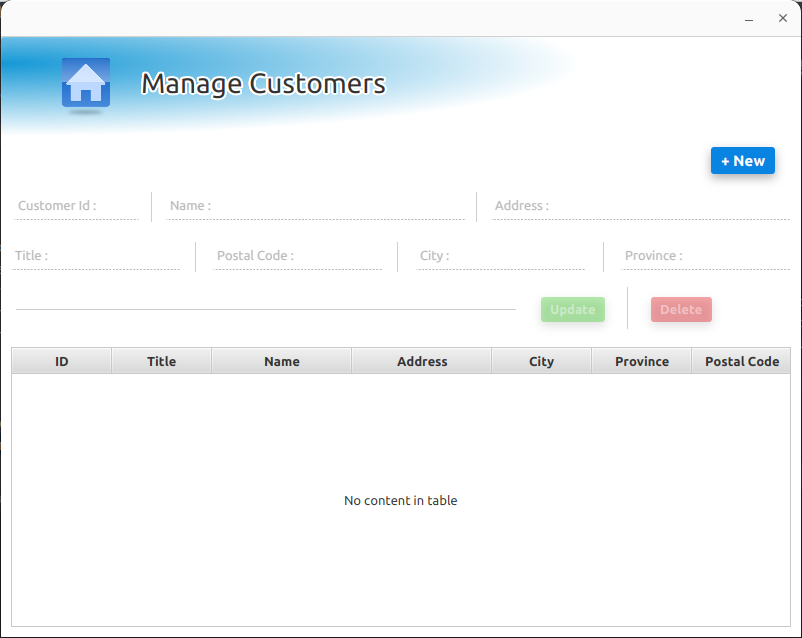 Manage Customers
+ New
Customer Id : Name : Address :
Title : Postal Code : City : Province :
Update Delete
ID Title Name Address City Province Postal Code
No content in table